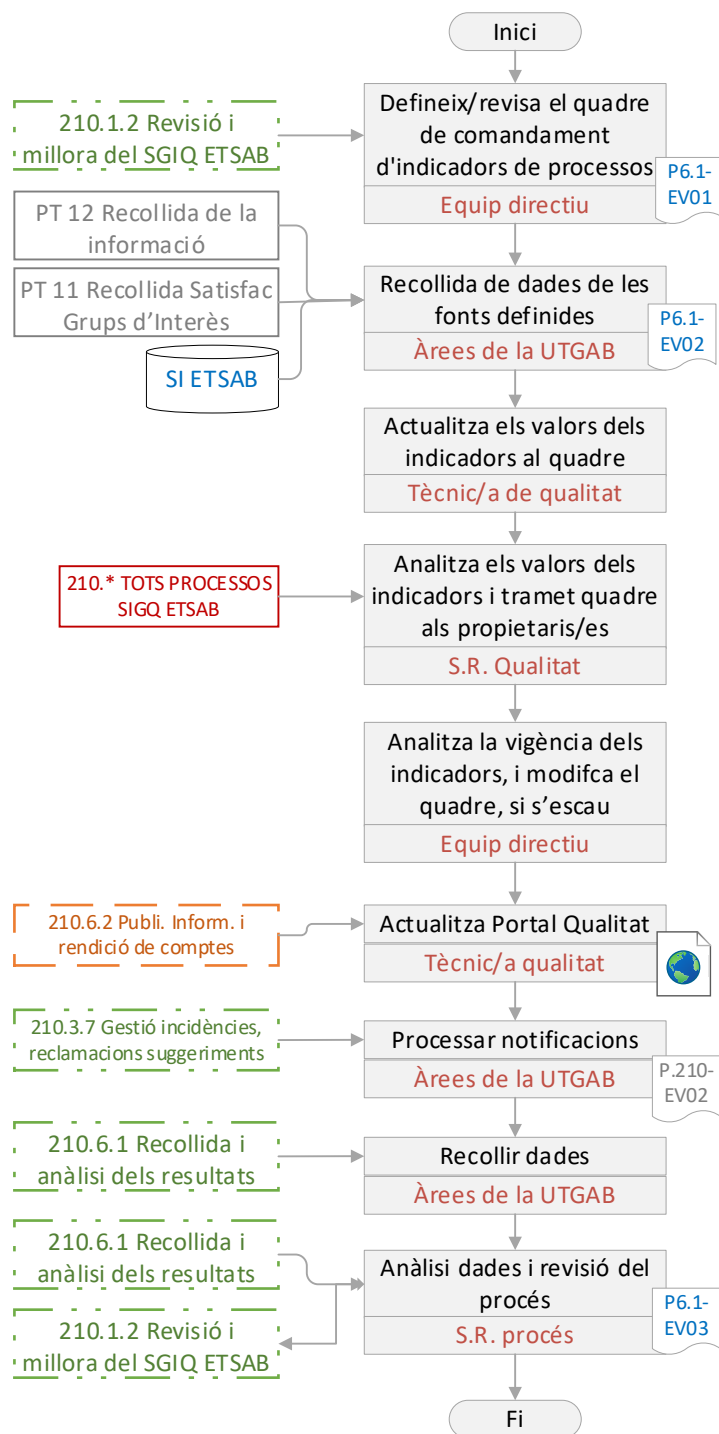 Inici
210.1.2 Revisió i
millora del SGIQ ETSAB
Defineix/revisa el quadre
de comandament
d'indicadors de processos
Equip directiu
P6.1-
EV01
PT 12 Recollida de la
informació
PT 11 Recollida Satisfac
Grups d’Interès
SI ETSAB
Recollida de dades de les
fonts definides
Àrees de la UTGAB
P6.1-
EV02
Actualitza els valors dels
indicadors al quadre
Tècnic/a de qualitat
210.* TOTS PROCESSOS
SIGQ ETSAB
Analitza els valors dels
indicadors i tramet quadre
als propietaris/es
S.R. Qualitat
Analitza la vigència dels
indicadors, i modifca el
quadre, si s’escau
Equip directiu
210.6.2 Publi. Inform. i
rendició de comptes
Actualitza Portal Qualitat
Tècnic/a qualitat
210.3.7 Gestió incidències,
reclamacions suggeriments
Processar notificacions
Àrees de la UTGAB
P.210-
EV02
210.6.1 Recollida i
anàlisi dels resultats
Recollir dades
Àrees de la UTGAB
210.6.1 Recollida i
anàlisi dels resultats
210.1.2 Revisió i
millora del SGIQ ETSAB
Anàlisi dades i revisió del
procés
S.R. procés
P6.1-
EV03
Fi